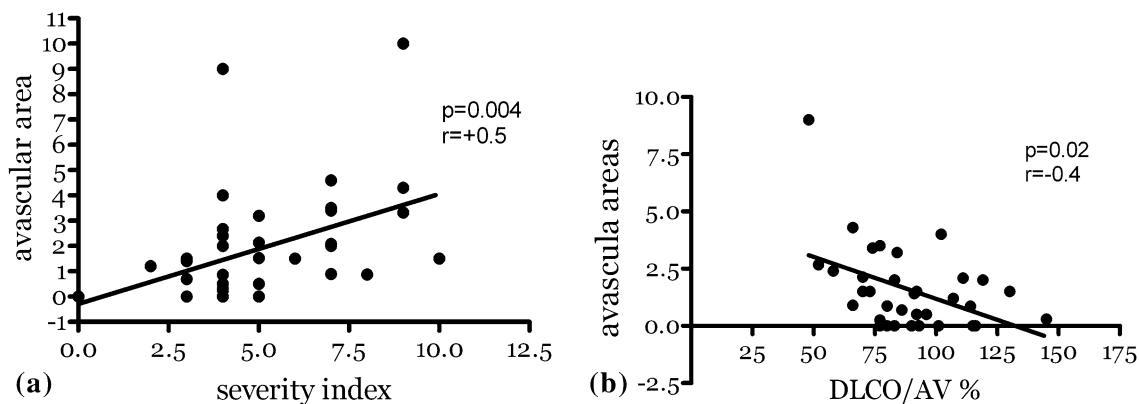 10
9
8
7
6
5
4
3
2
1
0
-1
avascular area
p=0.004
r=+0.5
0.0 2.5 5.0 7.5 10.0 12.5
(a) severity index
10.0
7.5
5.0
2.5
0.0
-2.5
avascula areas
p=0.02
r=-0.4
25 50 75 100 125 150 175
(b) DLCO/AV %